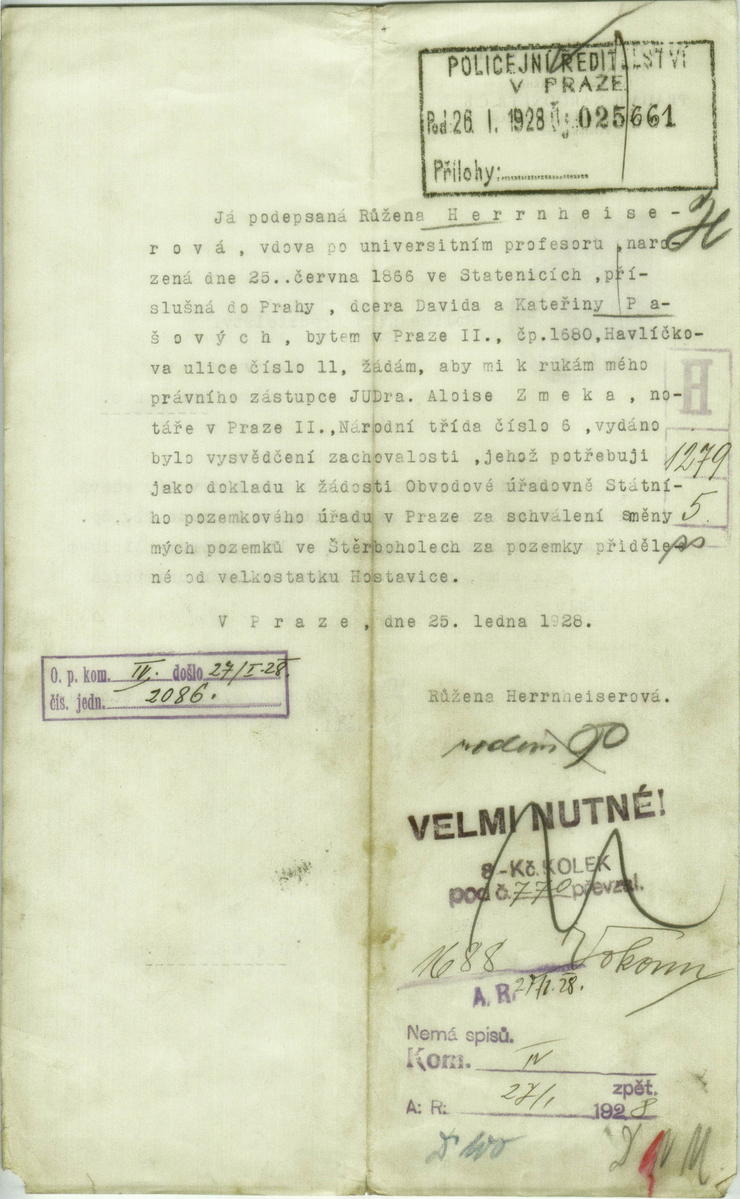 POLICEJNÍ ŘEDITELSTVÍ
V PRAZE
Pod 26. I. 1928 Čj: 025661
Přílohy:
Já podepsaná Růžena H e r r n h e i s e -
r o v á , vdova po universitním profesoru , naro-
zená dne 25..června 1866 ve Statenicích , pří-
slušná do Prahy , dcera Davida a Kateřiny P a-
š o v ý c h , bytem v Praze II., čp.1680,Havlíčko-
va ulice číslo 11, žádám, aby mi k rukám mého
právního zástupce JUDra. Aloise Z m e k a , no-
táře v Praze II.,Národní třída číslo 6 ,vydáno
bylo vysvědčení zachovalosti ,jehož potřebuji
jako dokladu k žádosti Obvodové úřadovně Státní-
ho pozemkového úřadu v Praze za schválení směny
mých pozemků ve Štěrboholech za pozemky přiděle-
né od velkostatku Hostavice.
H
1279
5
V P r a z e , dne 25. ledna 1928.
O. p. kom. IV. došlo 27/I.28.
čís. jedn. 2086.
Růžena Herrnheiserová.
VELMI NUTNÉ!
8-Kč. KOLEK
pod č. 770 převzal.
1688
A. R. 27/I.28.
Nemá spisů.
Kom. IV
zpět.
A: R: 27/I 1928